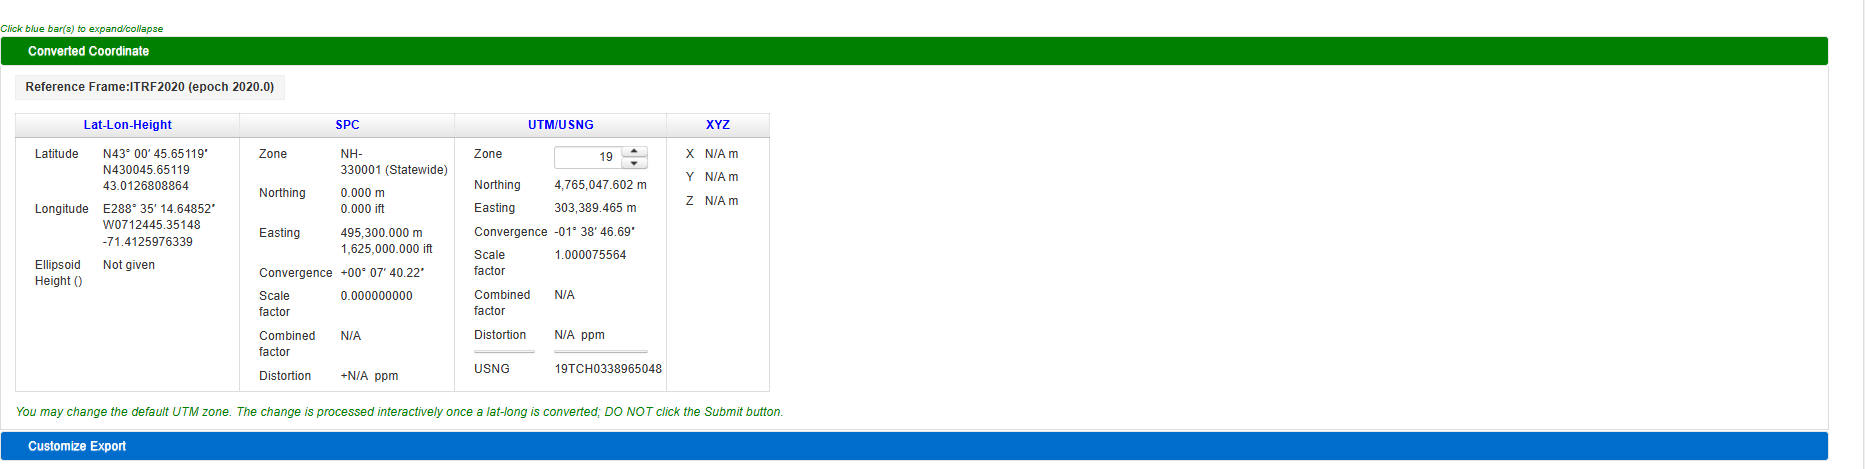 Click blue bar(s) to expand/collapse
Converted Coordinate
Reference Frame:ITRF2020 (epoch 2020.0)
Lat-Lon-Height
Latitude
N43° 00′ 45.65119″
N430045.65119
43.0126808864
Longitude
E288° 35′ 14.64852″
W0712445.35148
-71.4125976339
Ellipsoid
Height ()
Not given
SPC
Zone
NH-
330001 (Statewide)
Northing
0.000 m
0.000 ift
Easting
495,300.000 m
1,625,000.000 ift
Convergence
+00° 07′ 40.22″
Scale
factor
0.000000000
Combined
factor
N/A
Distortion
+N/A ppm
UTM/USNG
Zone
19
Northing
4,765,047.602 m
Easting
303,389.465 m
Convergence
-01° 38′ 46.69″
Scale
factor
1.000075564
Combined
factor
N/A
Distortion
N/A ppm
USNG
19TCH0338965048
XYZ
X N/A m
Y N/A m
Z N/A m
You may change the default UTM zone. The change is processed interactively once a lat-long is converted; DO NOT click the Submit button.
Customize Export